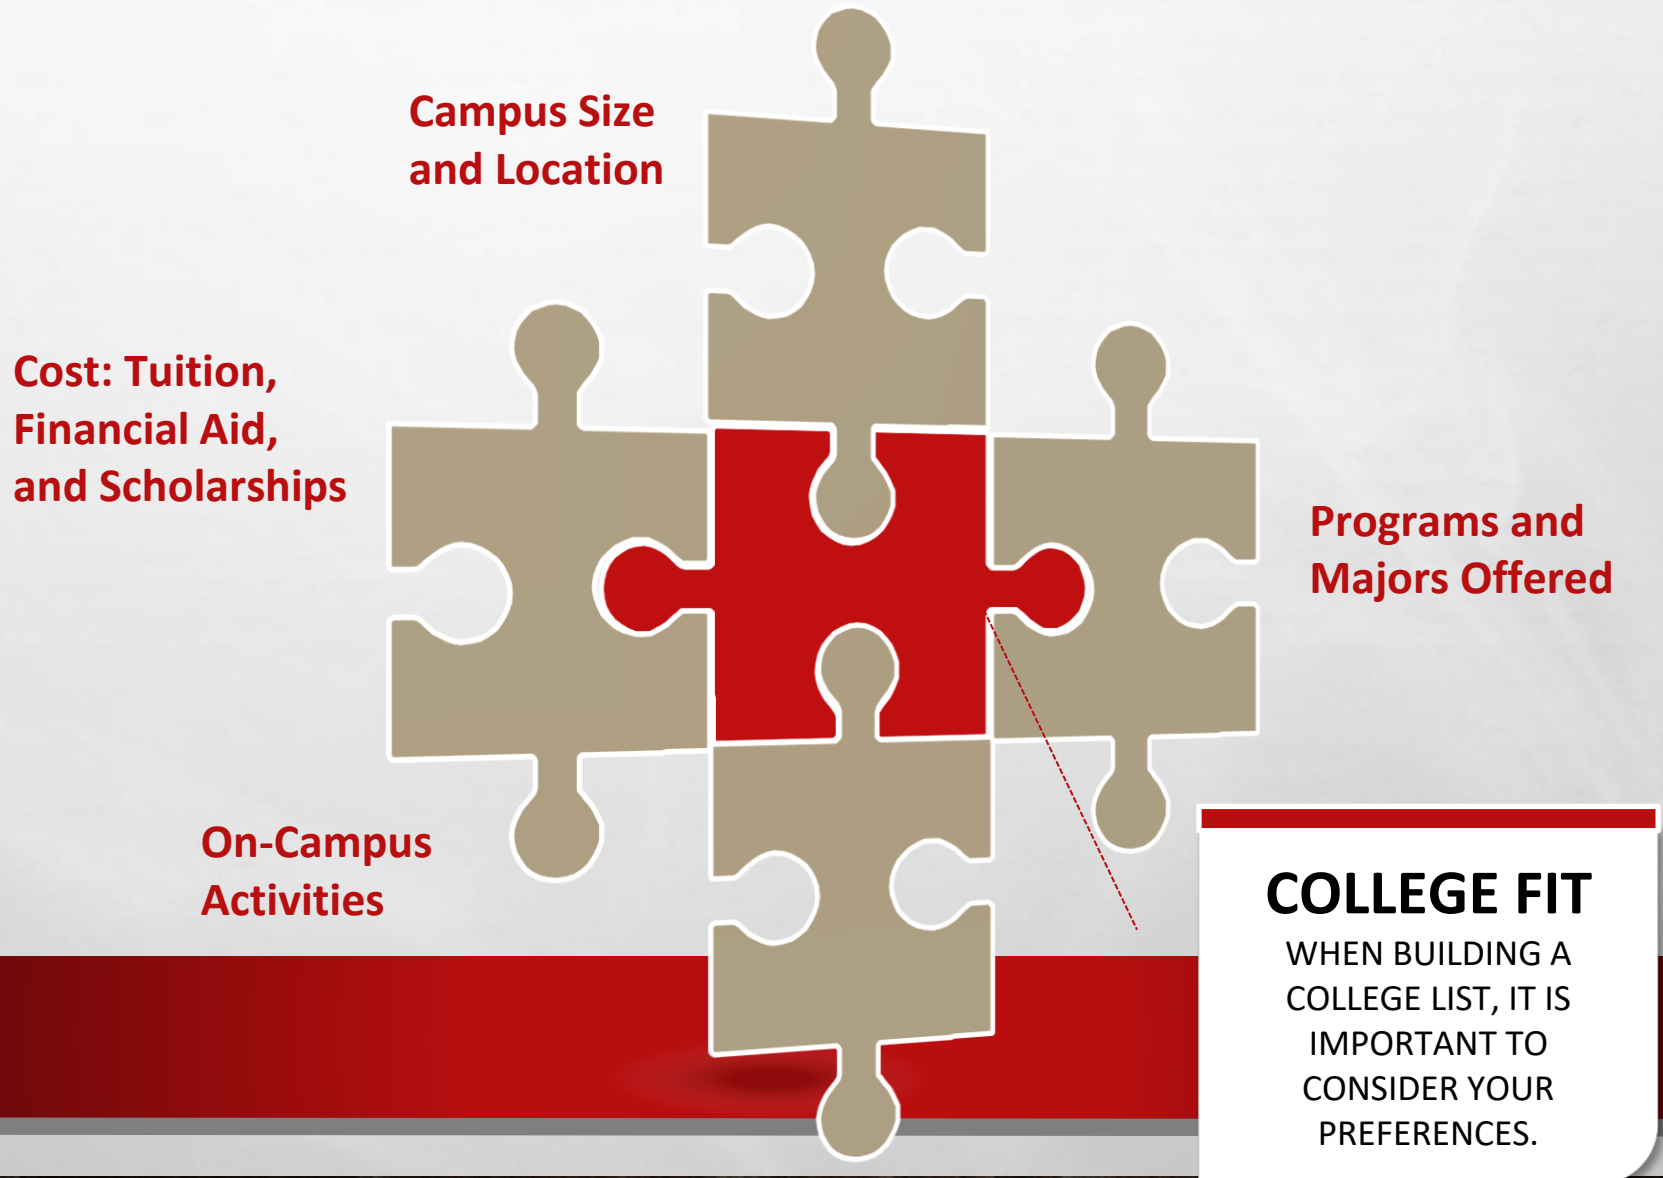 Campus Size
and Location
Cost: Tuition,
Financial Aid,
and Scholarships
Programs and
Majors Offered
On-Campus
Activities
COLLEGE FIT
WHEN BUILDING A
COLLEGE LIST, IT IS
IMPORTANT TO
CONSIDER YOUR
PREFERENCES.